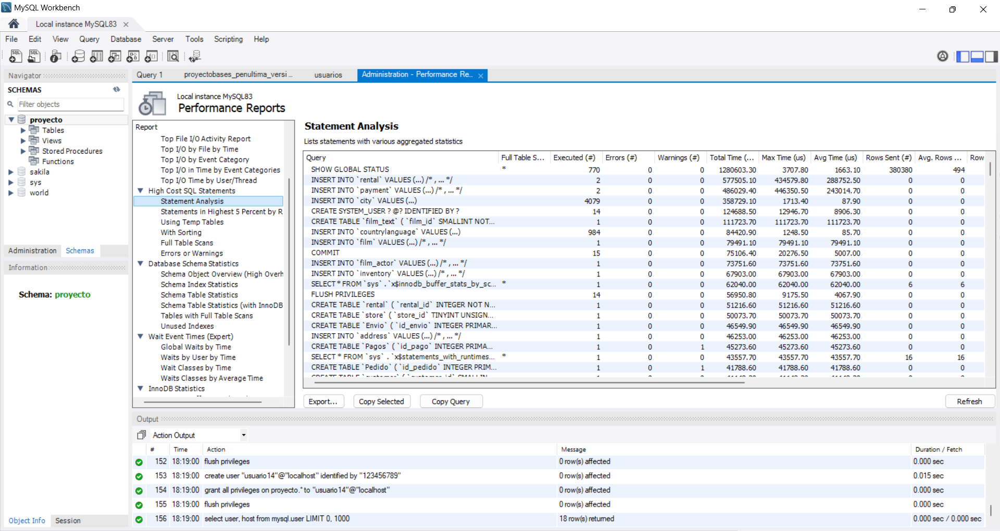 MySQL Workbench
Local instance MySQL83
File Edit View Query Database Server Tools Scripting Help
Navigator
SCHEMAS
Filter objects
proyecto
Tables
Views
Stored Procedures
Functions
sakila
sys
world
Administration Schemas
Information
Schema: proyecto
Object Info Session
Query 1 proyectobases_penultima_versi... usuarios Administration - Performance Re...
Local instance MySQL83
Performance Reports
Report
Top File I/O Activity Report
Top I/O by File by Time
Top I/O by Event Category
Top I/O in Time by Event Categories
Top I/O Time by User/Thread
High Cost SQL Statements
Statement Analysis
Statements in Highest 5 Percent by R
Using Temp Tables
With Sorting
Full Table Scans
Errors or Warnings
Database Schema Statistics
Schema Object Overview (High Overh
Schema Index Statistics
Schema Table Statistics
Schema Table Statistics (with InnoDB
Tables with Full Table Scans
Unused Indexes
Wait Event Times (Expert)
Global Waits by Time
Waits by User by Time
Wait Classes by Time
Waits Classes by Average Time
InnoDB Statistics
Statement Analysis
Lists statements with various aggregated statistics
Query Full Table S... Executed (#) Errors (#) Warnings (#) Total Time (... Max Time (us) Avg Time (us) Rows Sent (#) Avg. Rows ... Row
SHOW GLOBAL STATUS * 770 0 0 1280603.30 3707.80 1663.10 380380 494
INSERT INTO `rental` VALUES (...) /* , ... */ 2 0 0 577505.10 434579.80 288752.50 0 0
INSERT INTO `payment` VALUES (...) /* , ... */ 2 0 0 486029.40 446350.50 243014.70 0 0
INSERT INTO `city` VALUES (...) 4079 0 0 358729.10 1713.40 87.90 0 0
CREATE SYSTEM_USER ? @? IDENTIFIED BY ? 14 0 0 124688.50 12946.70 8906.30 0 0
CREATE TABLE `film_text` ( `film_id` SMALLINT NOT... 1 0 0 111723.70 111723.70 111723.70 0 0
INSERT INTO `countrylanguage` VALUES (...) 984 0 0 84420.90 1248.50 85.70 0 0
INSERT INTO `film` VALUES (...) /* , ... */ 1 0 0 79491.10 79491.10 79491.10 0 0
COMMIT 15 0 0 75106.40 20276.50 5007.00 0 0
INSERT INTO `film_actor` VALUES (...) /* , ... */ 1 0 0 73751.60 73751.60 73751.60 0 0
INSERT INTO `inventory` VALUES (...) /* , ... */ 1 0 0 67903.00 67903.00 67903.00 0 0
SELECT * FROM `sys` . `x$innodb_buffer_stats_by_sc... * 1 0 0 62040.00 62040.00 62040.00 6 6
FLUSH PRIVILEGES 14 0 0 56950.80 9175.50 4067.90 0 0
CREATE TABLE `rental` ( `rental_id` INTEGER NOT N... 1 0 0 51216.60 51216.60 51216.60 0 0
CREATE TABLE `store` ( `store_id` TINYINT UNSIGN... 1 0 0 50073.70 50073.70 50073.70 0 0
CREATE TABLE `Envio` ( `id_envio` INTEGER PRIMAR... 1 0 0 46549.90 46549.90 46549.90 0 0
INSERT INTO `address` VALUES (...) /* , ... */ 1 0 0 46253.00 46253.00 46253.00 0 0
CREATE TABLE `Pagos` ( `id_pago` INTEGER PRIMA... 1 0 1 45273.60 45273.60 45273.60 0 0
SELECT * FROM `sys` . `x$statements_with_runtimes... * 1 0 0 43557.70 43557.70 43557.70 16 16
CREATE TABLE `Pedido` ( `id_pedido` INTEGER PRIM... 1 0 1 41788.60 41788.60 41788.60 0 0
Export... Copy Selected Copy Query Refresh
Output
Action Output
# Time Action Message Duration / Fetch
152 18:19:00 flush privileges 0 row(s) affected 0.000 sec
153 18:19:00 create user "usuario14"@"localhost" identified by "123456789" 0 row(s) affected 0.015 sec
154 18:19:00 grant all privileges on proyecto.* to "usuario14"@"localhost" 0 row(s) affected 0.000 sec
155 18:19:00 flush privileges 0 row(s) affected 0.000 sec
156 18:19:00 select user, host from mysql.user LIMIT 0, 1000 18 row(s) returned 0.000 sec / 0.000 sec